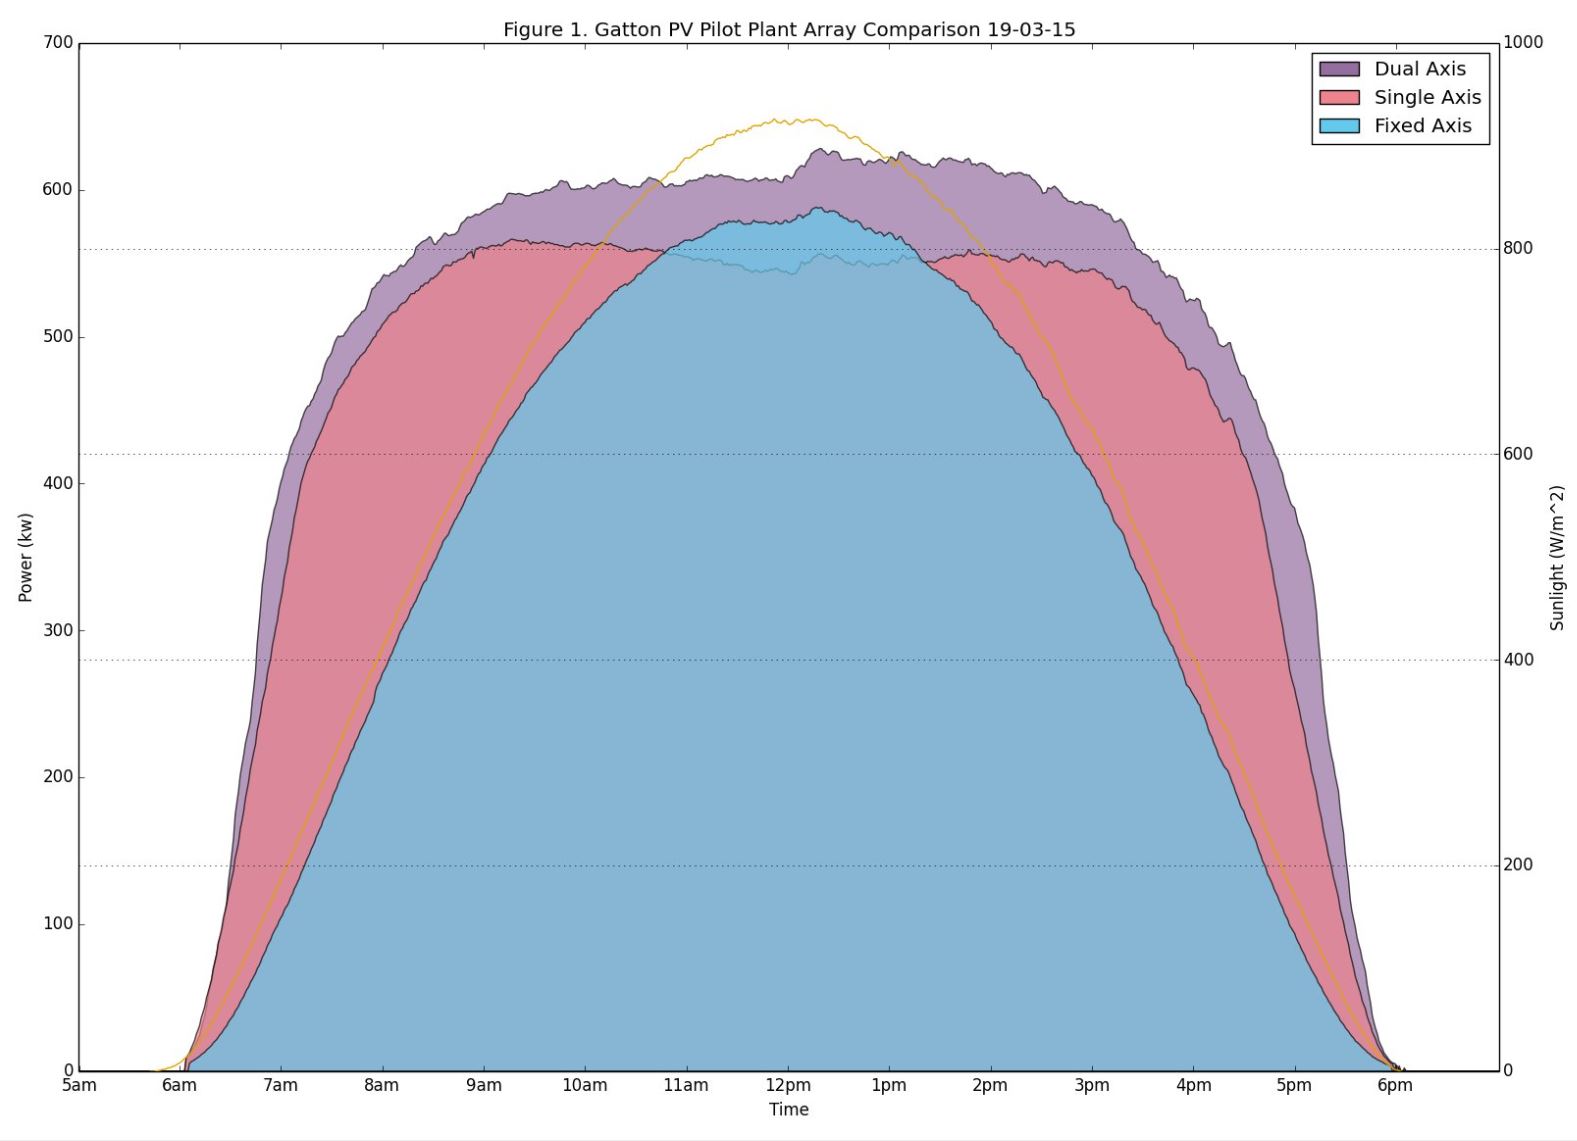 Figure 1. Gatton PV Pilot Plant Array Comparison 19-03-15
700
600
500
400
300
200
100
0
Power (kw)
1000
800
600
400
200
0
Sunlight (W/m^2)
Dual Axis
Single Axis
Fixed Axis
5am 6am 7am 8am 9am 10am 11am 12pm 1pm 2pm 3pm 4pm 5pm 6pm
Time